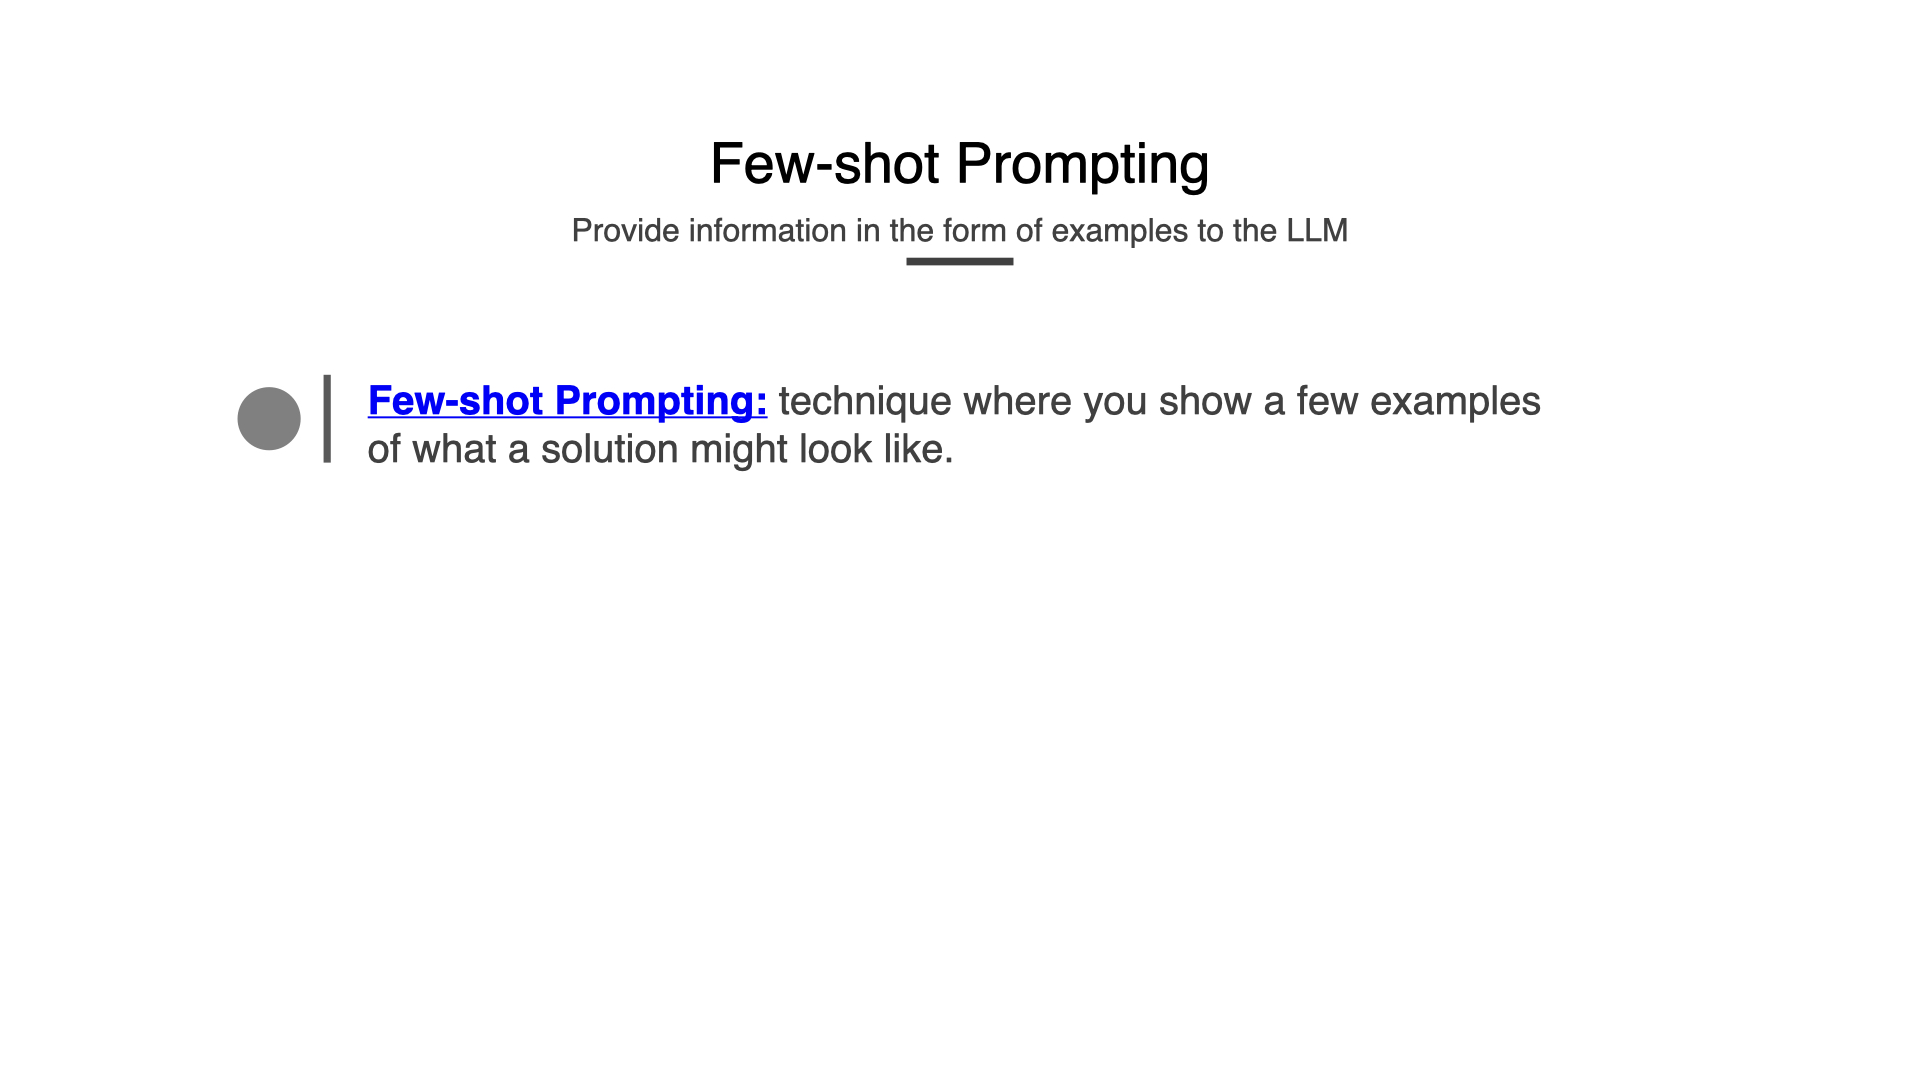 Few-shot Prompting
Provide information in the form of examples to the LLM
Few-shot Prompting: technique where you show a few examples
of what a solution might look like.